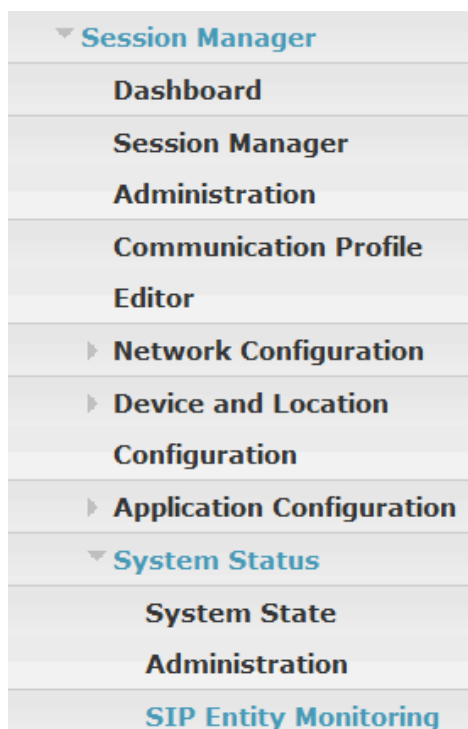 Session Manager
Dashboard
Session Manager
Administration
Communication Profile
Editor
Network Configuration
Device and Location
Configuration
Application Configuration
System Status
System State
Administration
SIP Entity Monitoring